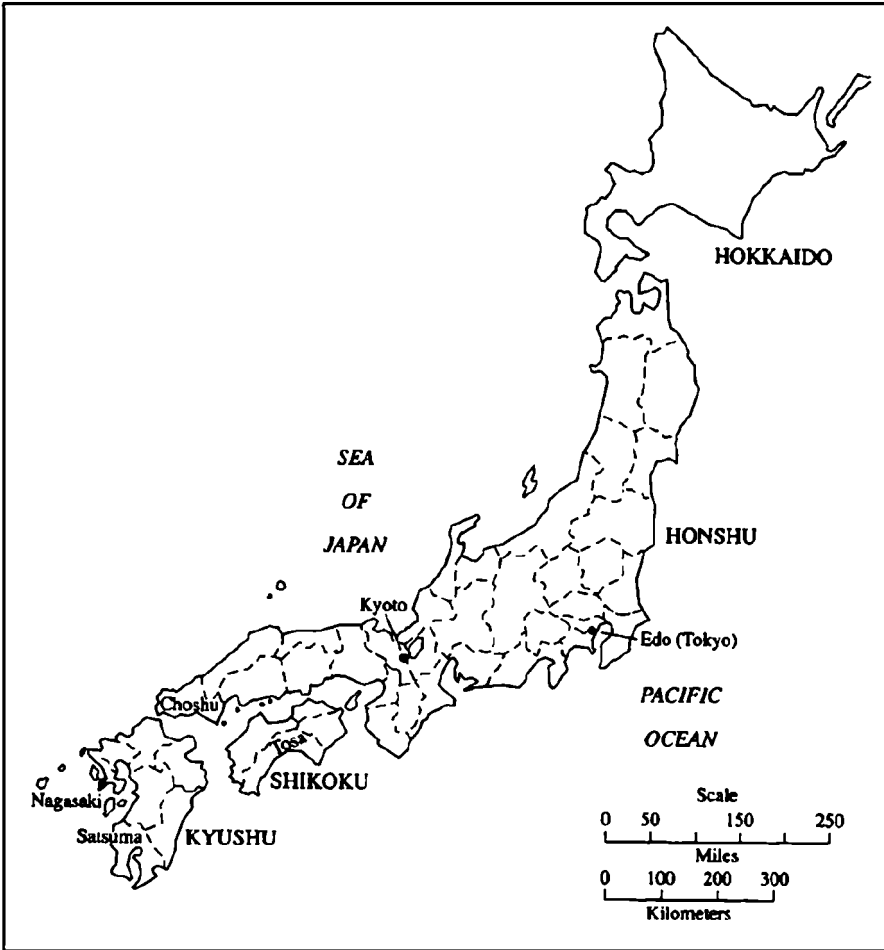 HOKKAIDO
SEA
OF
JAPAN
HONSHU
Kyoto
Edo (Tokyo)
PACIFIC
OCEAN
Choshu
Tosa
SHIKOKU
Nagasaki
Satsuma
KYUSHU
Scale
0 50 150 250
Miles
0 100 200 300
Kilometers